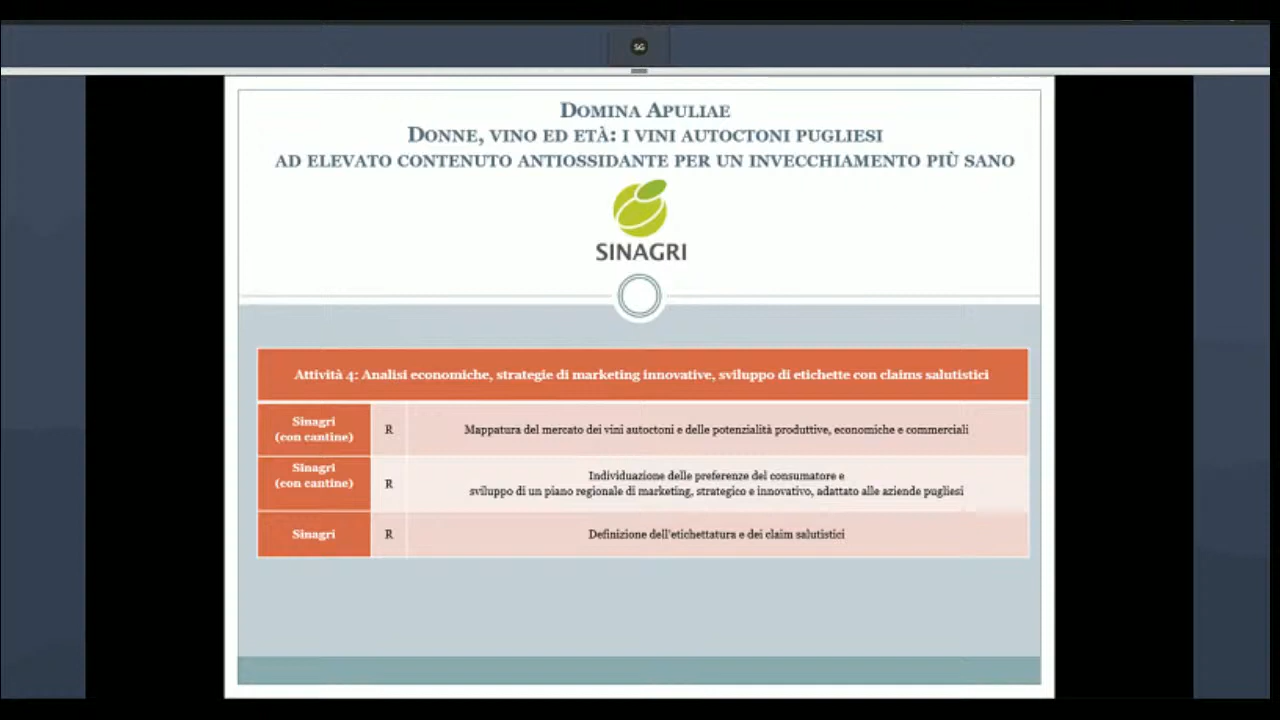 SG
Domina Apuliae
Donne, vino ed età: i vini autoctoni pugliesi
ad elevato contenuto antiossidante per un invecchiamento più sano
SINAGRI
Attività 4: Analisi economiche, strategie di marketing innovative, sviluppo di etichette con claims salutistici
Sinagri
(con cantine)
R
Mappatura del mercato dei vini autoctoni e delle potenzialità produttive, economiche e commerciali
Sinagri
(con cantine)
R
Individuazione delle preferenze del consumatore e
sviluppo di un piano regionale di marketing, strategico e innovativo, adattato alle aziende pugliesi
Sinagri
R
Definizione dell'etichettatura e dei claim salutistici